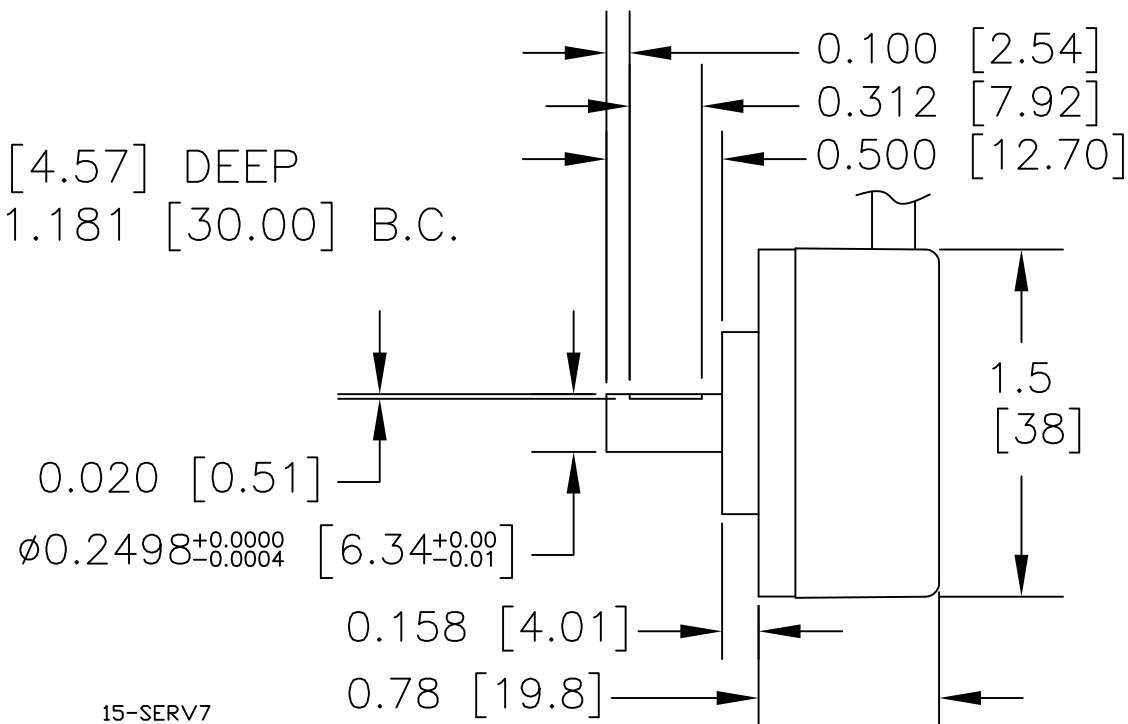 0.100 [2.54]
0.312 [7.92]
0.500 [12.70]
[4.57] DEEP
1.181 [30.00] B.C.
1.5
[38]
0.020 [0.51]
⌀0.2498+0.0000 -0.0004 [6.34+0.00 -0.01]
0.158 [4.01]
0.78 [19.8]
15-SERV7